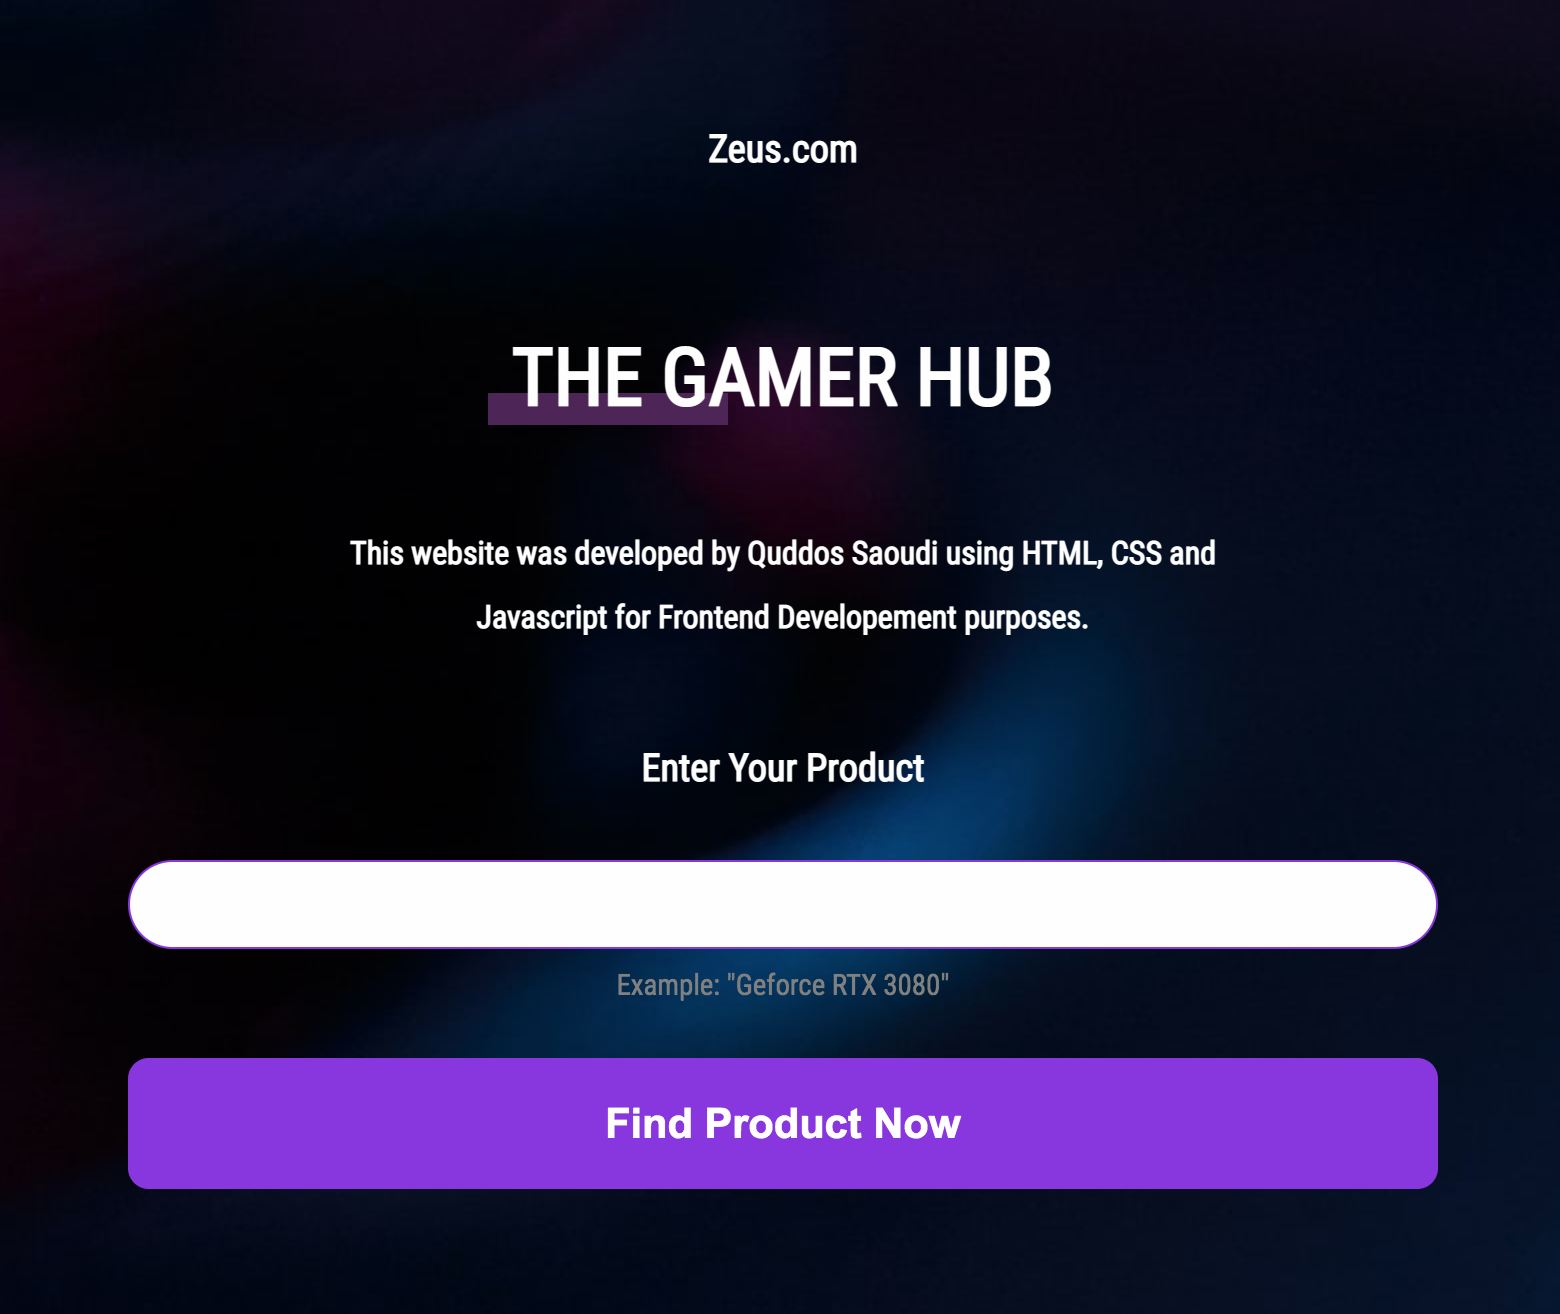 Zeus.com
THE GAMER HUB
This website was developed by Quddos Saoudi using HTML, CSS and
Javascript for Frontend Developement purposes.
Enter Your Product
Example: "Geforce RTX 3080"
Find Product Now